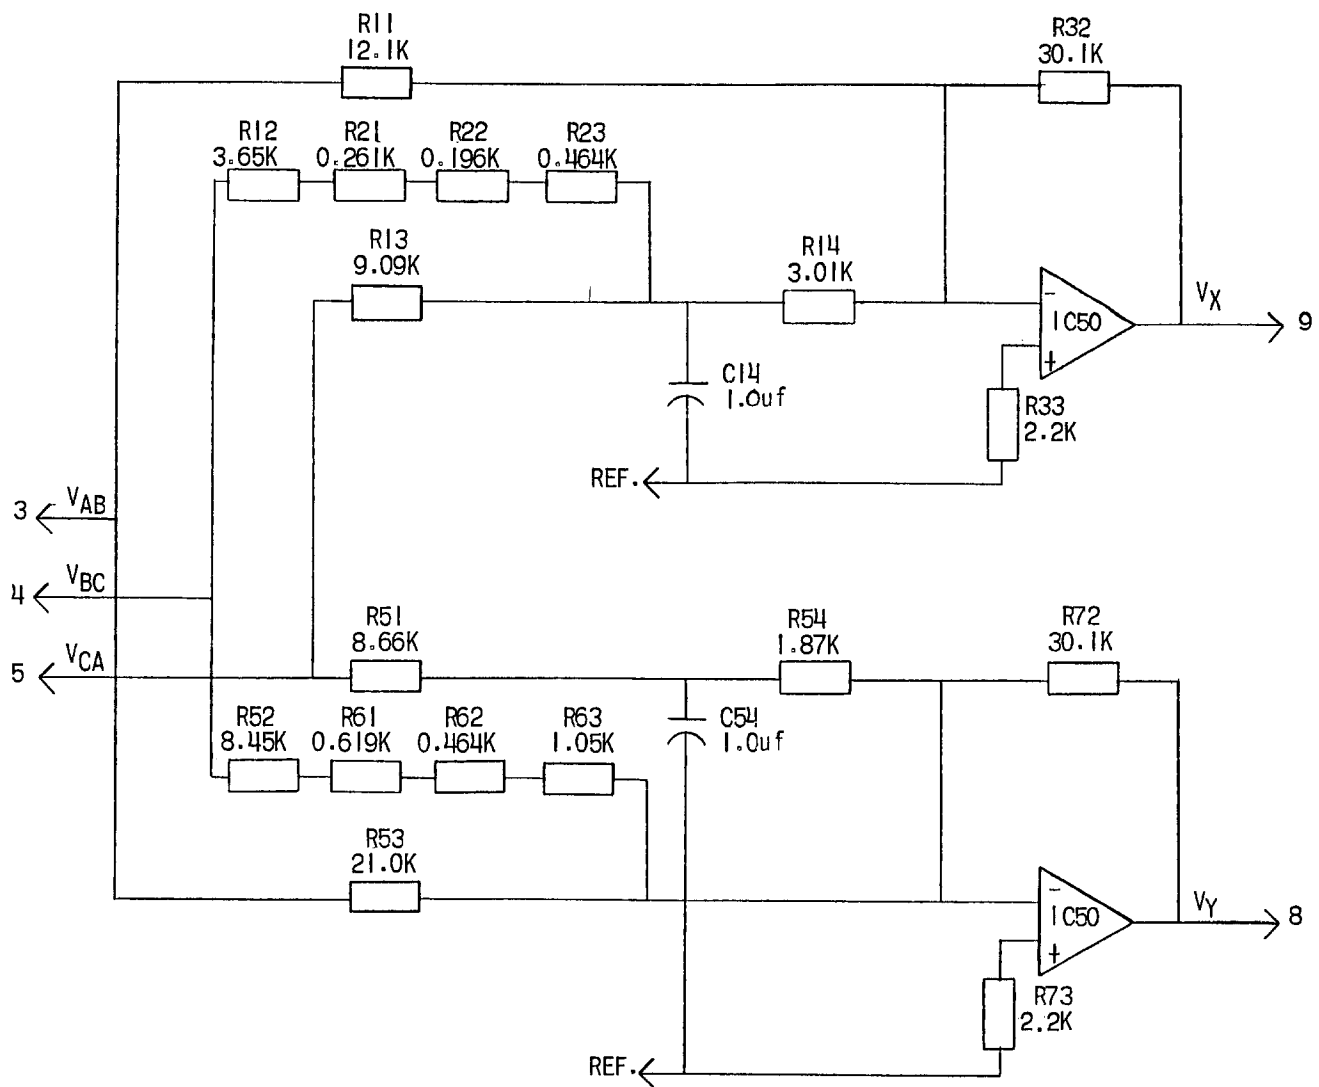 R11
12.1K
R32
30.1K
R12
3.65K
R21
0.261K
R22
0.196K
R23
0.464K
R13
9.09K
R14
3.01K
-
IC50
+
VX
9
C14
1.0uf
R33
2.2K
REF.
3
VAB
4
VBC
5
VCA
R51
8.66K
R54
1.87K
R72
30.1K
R52
8.45K
R61
0.619K
R62
0.464K
R63
1.05K
C54
1.0uf
R53
21.0K
-
IC50
+
VY
8
R73
2.2K
REF.